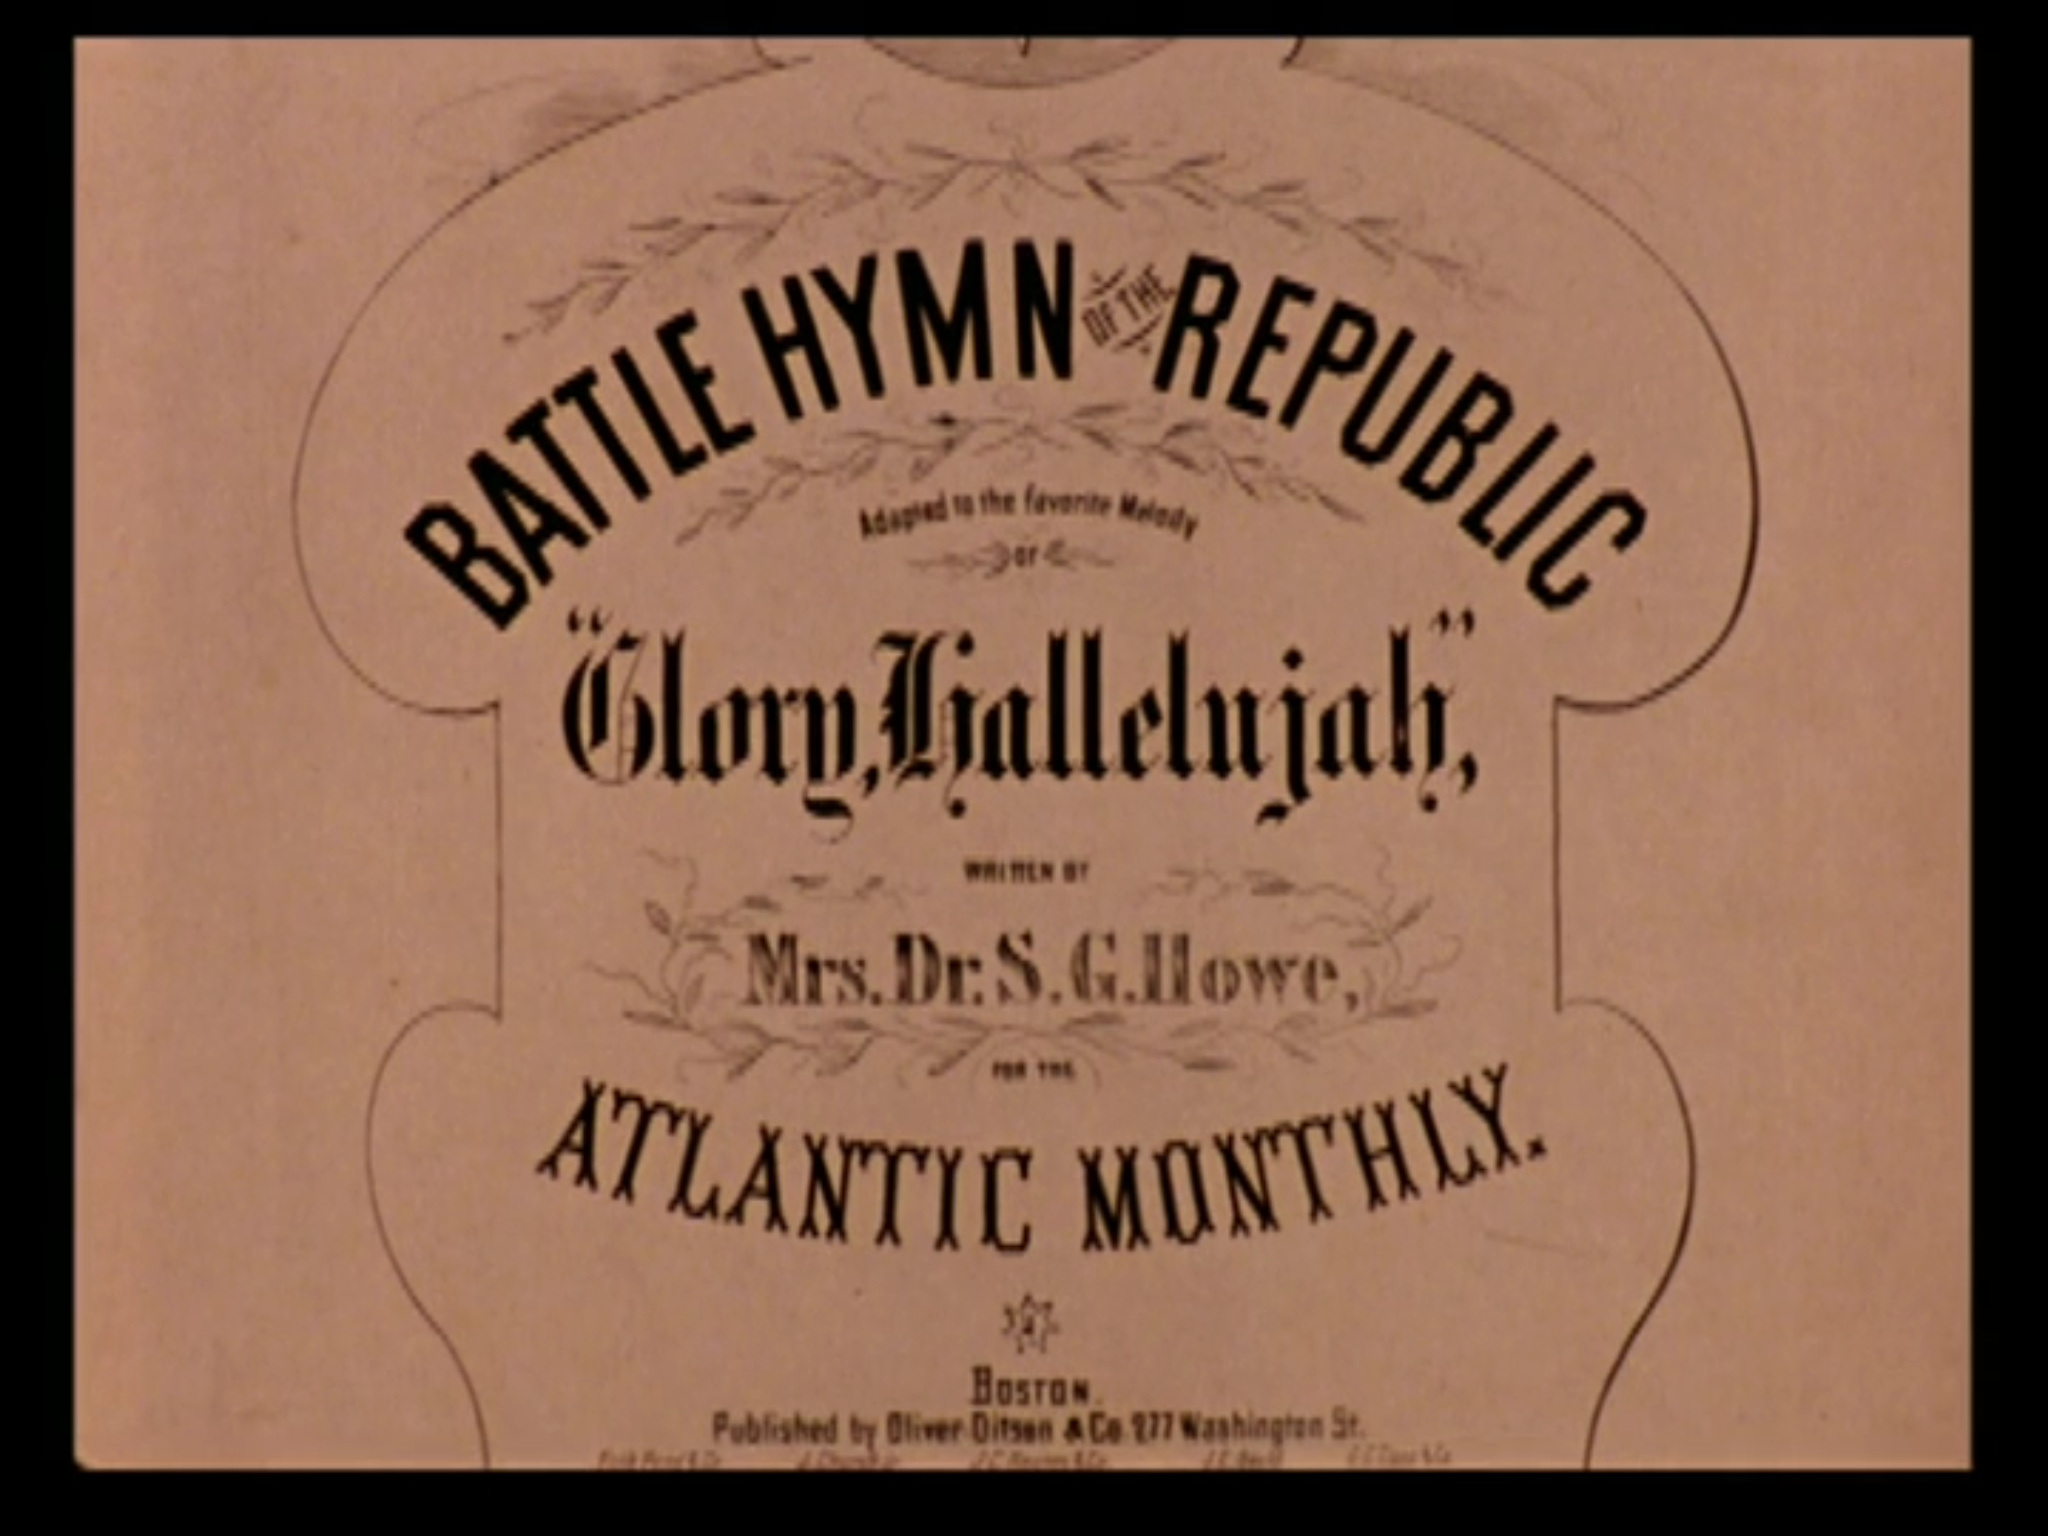 BATTLE HYMN OF THE REPUBLIC
Adapted to the favorite Melody
of
"Glory, Hallelujah,"
WRITTEN BY
Mrs. Dr. S. G. Howe,
FOR THE
ATLANTIC MONTHLY.
Boston.
Published by Oliver Ditson & Co. 277 Washington St.